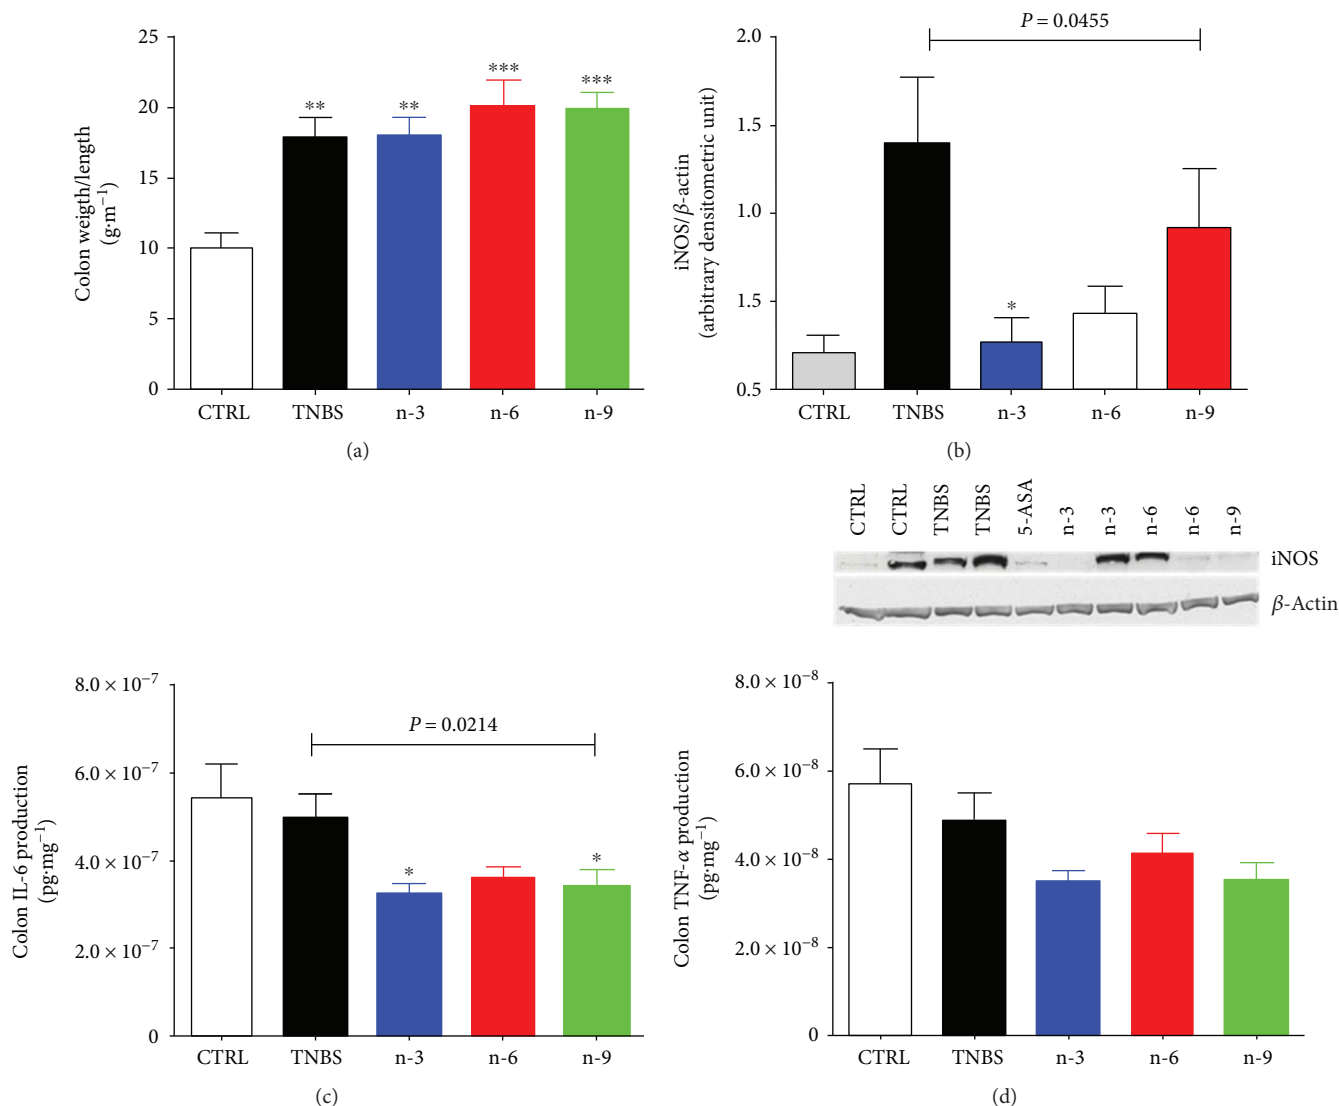 25
20
15
10
5
0
Colon weigth/length
(g·m⁻¹)
**
**
***
***
CTRL
TNBS
n-3
n-6
n-9
(a)
P = 0.0455
2.0
1.5
1.0
1.5
0.5
iNOS/β-actin
(arbitrary densitometric unit)
*
CTRL
TNBS
n-3
n-6
n-9
(b)
CTRL
CTRL
TNBS
TNBS
5-ASA
n-3
n-3
n-6
n-6
n-9
iNOS
β-Actin
8.0 × 10⁻⁷
6.0 × 10⁻⁷
4.0 × 10⁻⁷
2.0 × 10⁻⁷
0
Colon IL-6 production
(pg·mg⁻¹)
P = 0.0214
*
*
CTRL
TNBS
n-3
n-6
n-9
(c)
8.0 × 10⁻⁸
6.0 × 10⁻⁸
4.0 × 10⁻⁸
2.0 × 10⁻⁸
0
Colon TNF-α production
(pg·mg⁻¹)
CTRL
TNBS
n-3
n-6
n-9
(d)